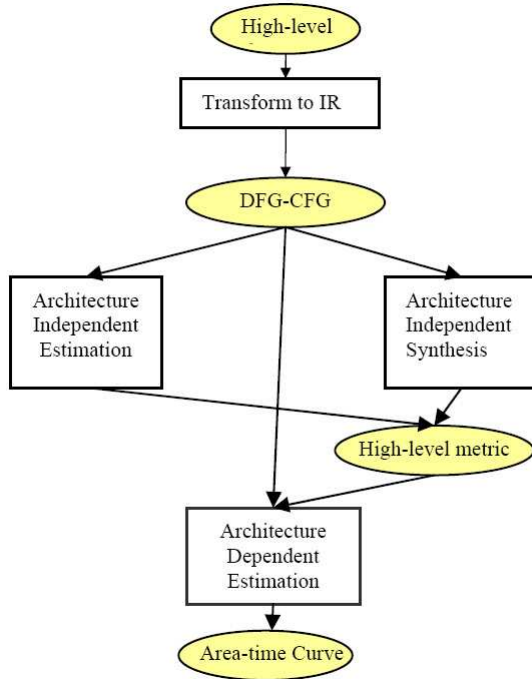 High-level
Transform to IR
DFG-CFG
Architecture
Independent
Estimation
Architecture
Independent
Synthesis
High-level metric
Architecture
Dependent
Estimation
Area-time Curve